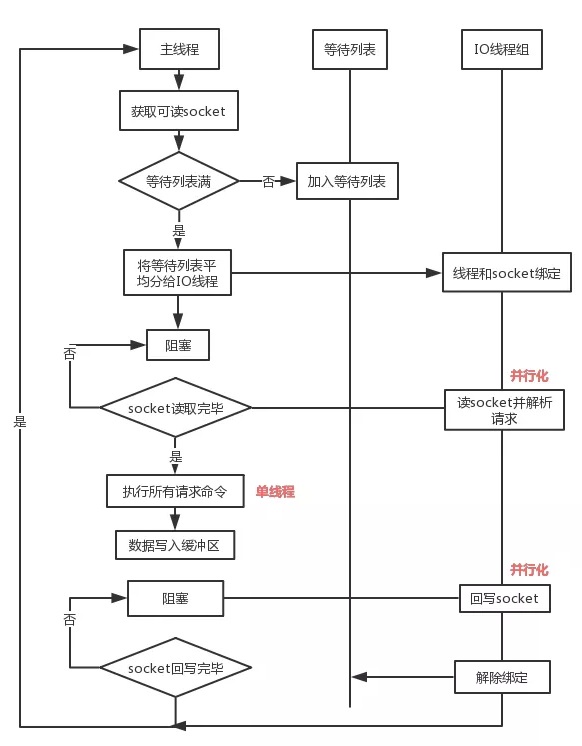 主线程
等待列表
IO线程组
获取可读socket
等待列表满
否
加入等待列表
是
将等待列表平
均分给IO线程
线程和socket绑定
阻塞
否
并行化
socket读取完毕
读socket并解析
请求
是
是
执行所有请求命令
单线程
数据写入缓冲区
并行化
阻塞
回写socket
否
socket回写完毕
解除绑定